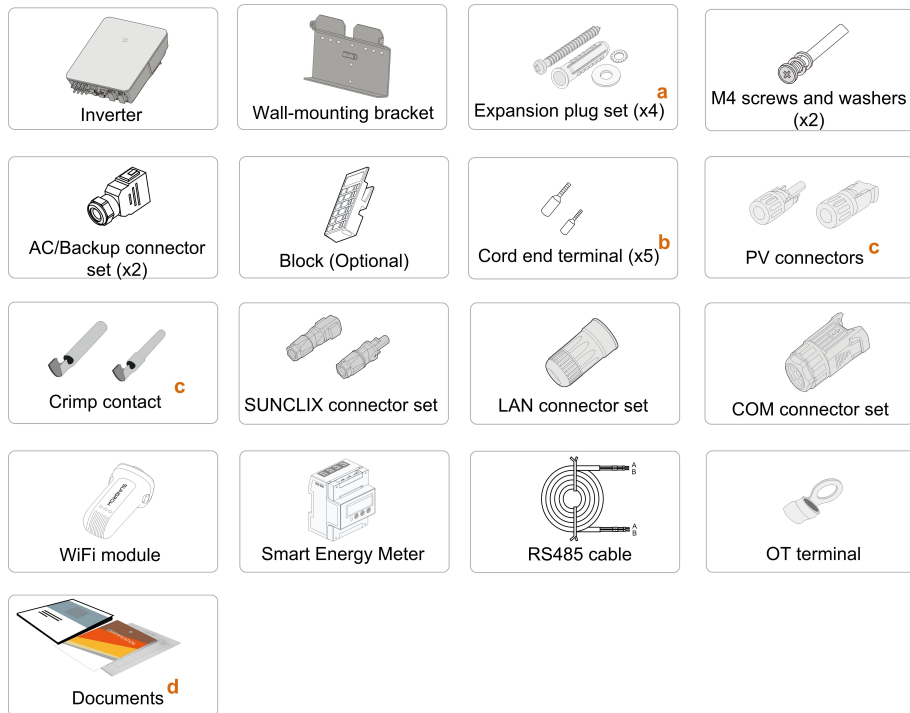 Inverter
Wall-mounting bracket
Expansion plug set (x4) a
M4 screws and washers
(x2)
AC/Backup connector
set (x2)
Block (Optional)
Cord end terminal (x5) b
PV connectors c
Crimp contact c
SUNCLIX connector set
LAN connector set
COM connector set
SUNGROW
WiFi module
Smart Energy Meter
A
B
A
B
RS485 cable
OT terminal
Documents d